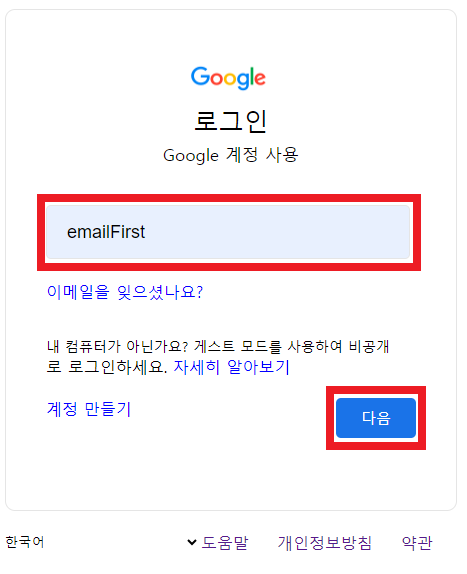 Google
로그인
Google 계정 사용
emailFirst
이메일을 잊으셨나요?
내 컴퓨터가 아닌가요? 게스트 모드를 사용하여 비공개
로 로그인하세요. 자세히 알아보기
계정 만들기 다음
한국어 도움말 개인정보방침 약관